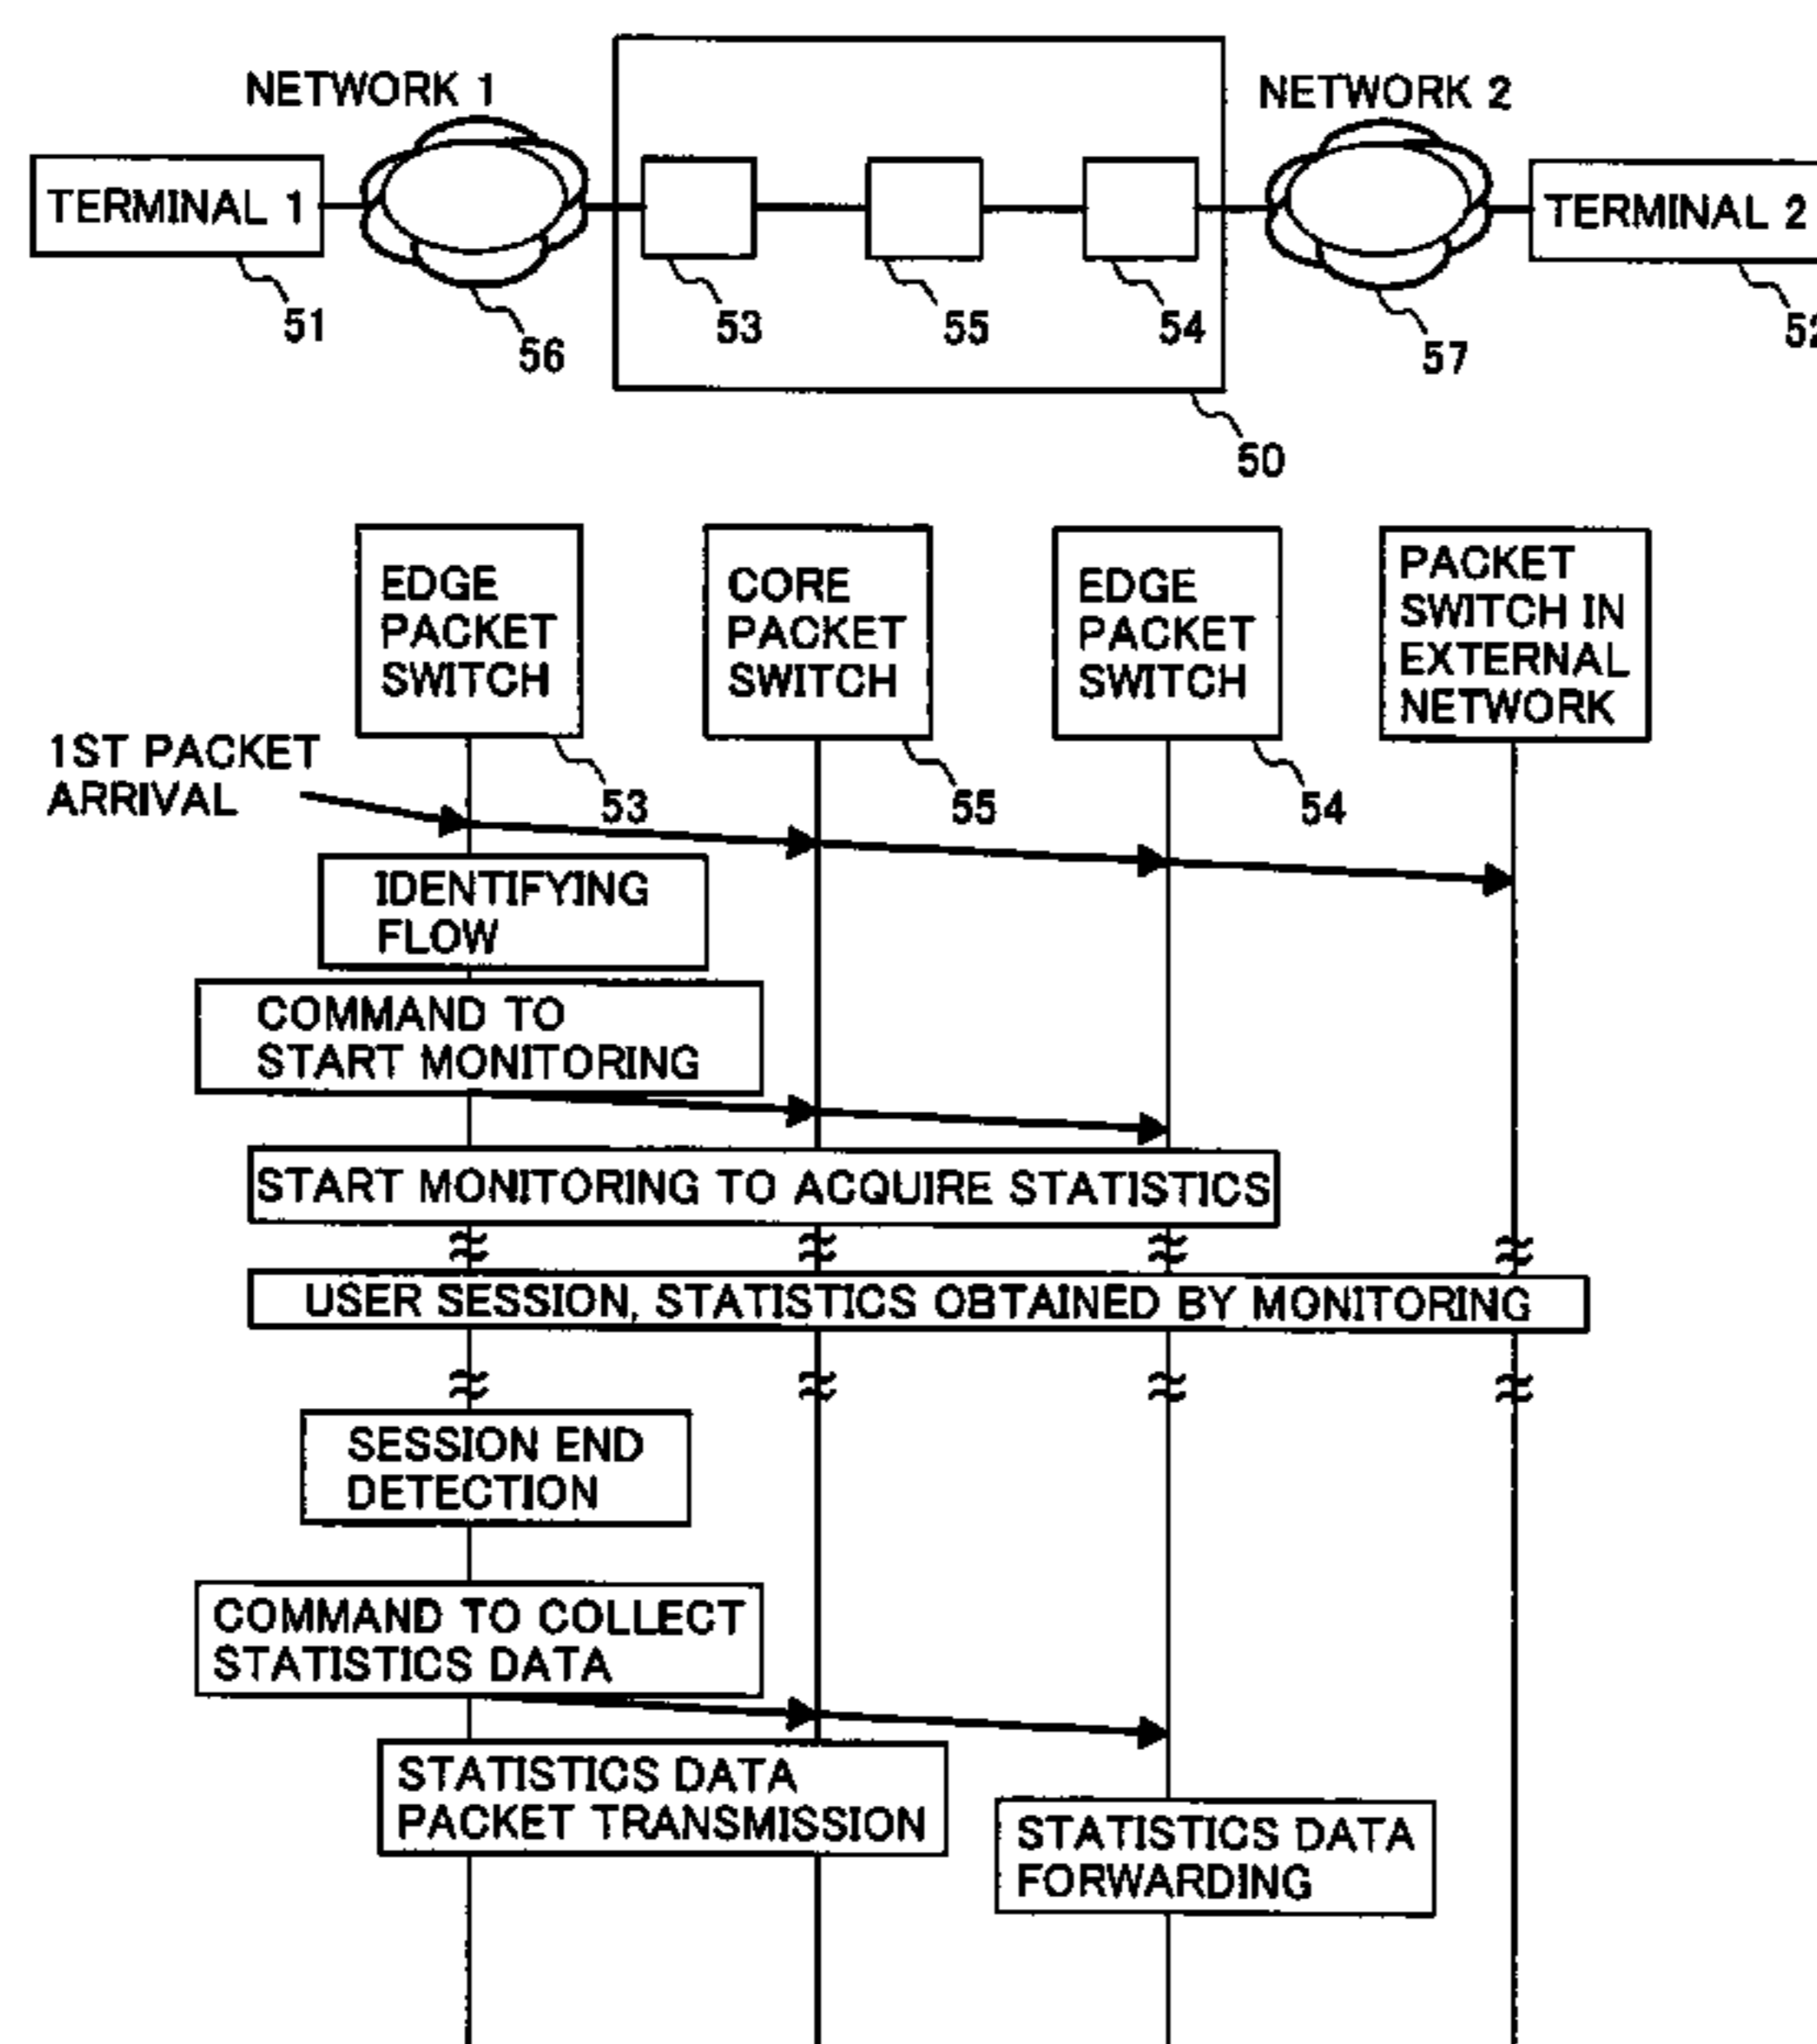 NETWORK 1
NETWORK 2
TERMINAL 1
TERMINAL 2
51
56
53
55
54
57
52
50
EDGE
PACKET
SWITCH
CORE
PACKET
SWITCH
EDGE
PACKET
SWITCH
PACKET
SWITCH IN
EXTERNAL
NETWORK
1ST PACKET
ARRIVAL
53
55
54
IDENTIFYING
FLOW
COMMAND TO
START MONITORING
START MONITORING TO ACQUIRE STATISTICS
USER SESSION, STATISTICS OBTAINED BY MONITORING
SESSION END
DETECTION
COMMAND TO COLLECT
STATISTICS DATA
STATISTICS DATA
PACKET TRANSMISSION
STATISTICS DATA
FORWARDING